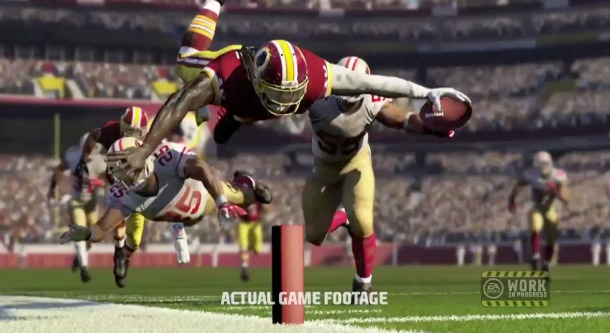 ACTUAL GAME FOOTAGE
EA WORK
IN PROGRESS